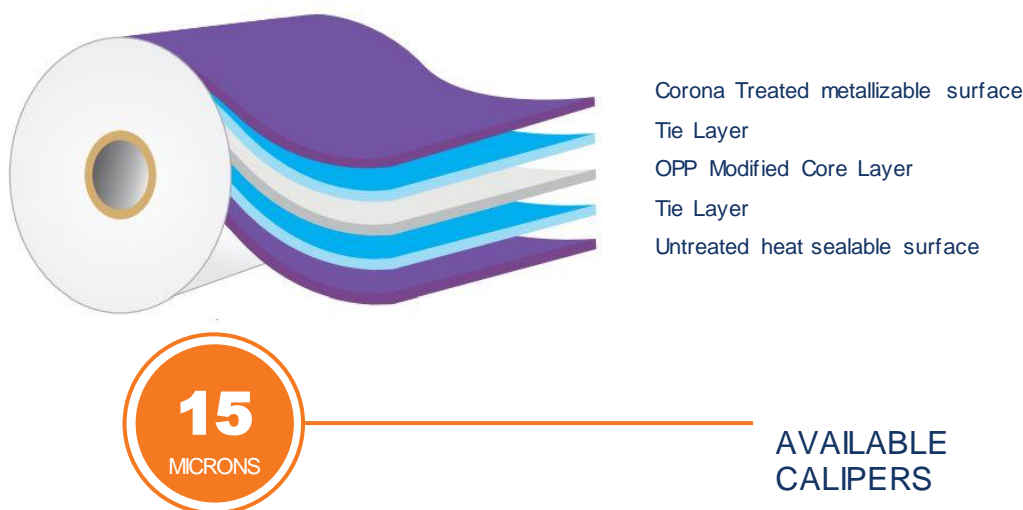 Corona Treated metallizable surface
Tie Layer
OPP Modified Core Layer
Tie Layer
Untreated heat sealable surface
15
MICRONS
AVAILABLE
CALIPERS